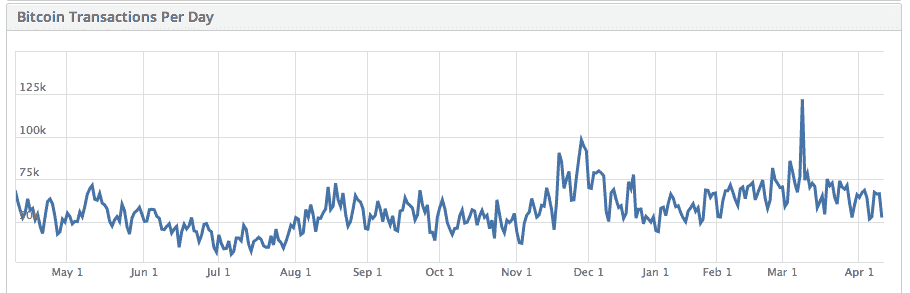 Bitcoin Transactions Per Day
125k
100k
75k
May 1 Jun 1 Jul 1 Aug 1 Sep 1 Oct 1 Nov 1 Dec 1 Jan 1 Feb 1 Mar 1 Apr 1